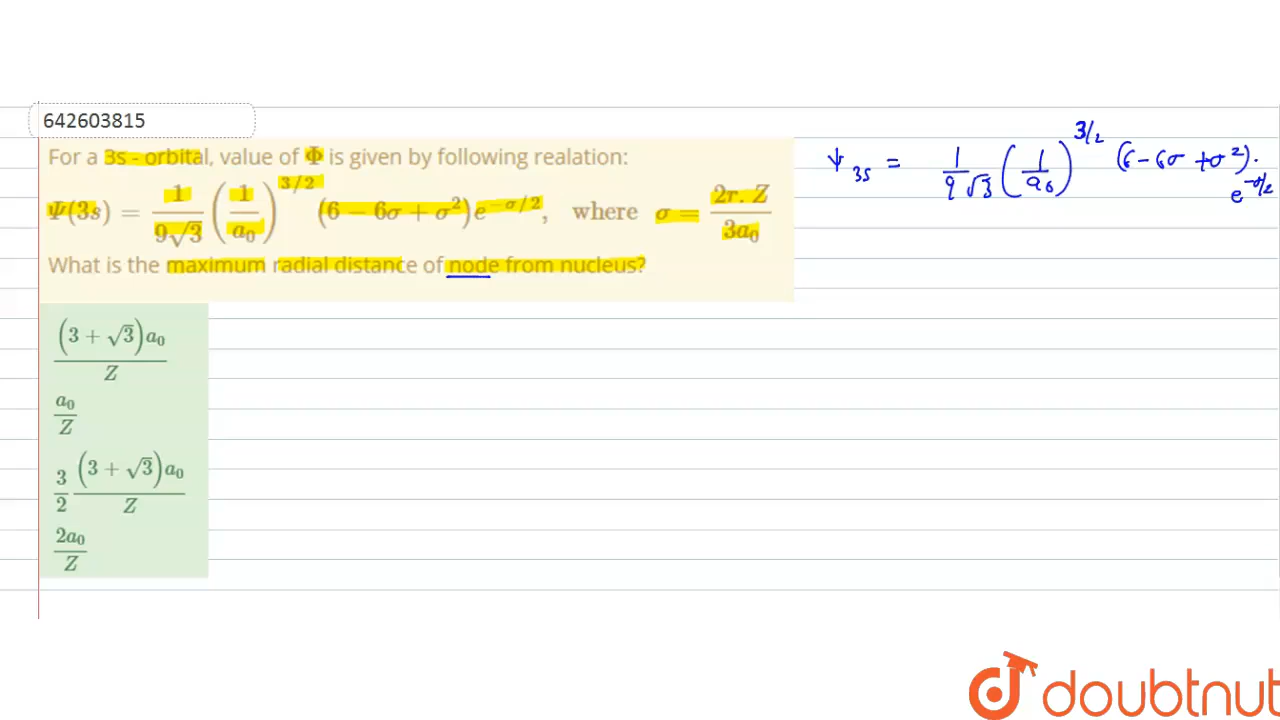 642603815
For a 3s - orbital, value of Φ is given by following realation:
Ψ(3s) = 1/(9√3) (1/a₀)^(3/2) (6 − 6σ + σ²)e^(−σ/2), where σ = 2r. Z/3a₀
What is the maximum radial distance of node from nucleus?
(3 + √3)a₀/Z
a₀/Z
3/2 (3 + √3)a₀/Z
2a₀/Z
Ψ₃s = 1/(9√3) (1/a₀)^(3/2) (6 − 6σ + σ²). e^(−σ/2)
doubtnut